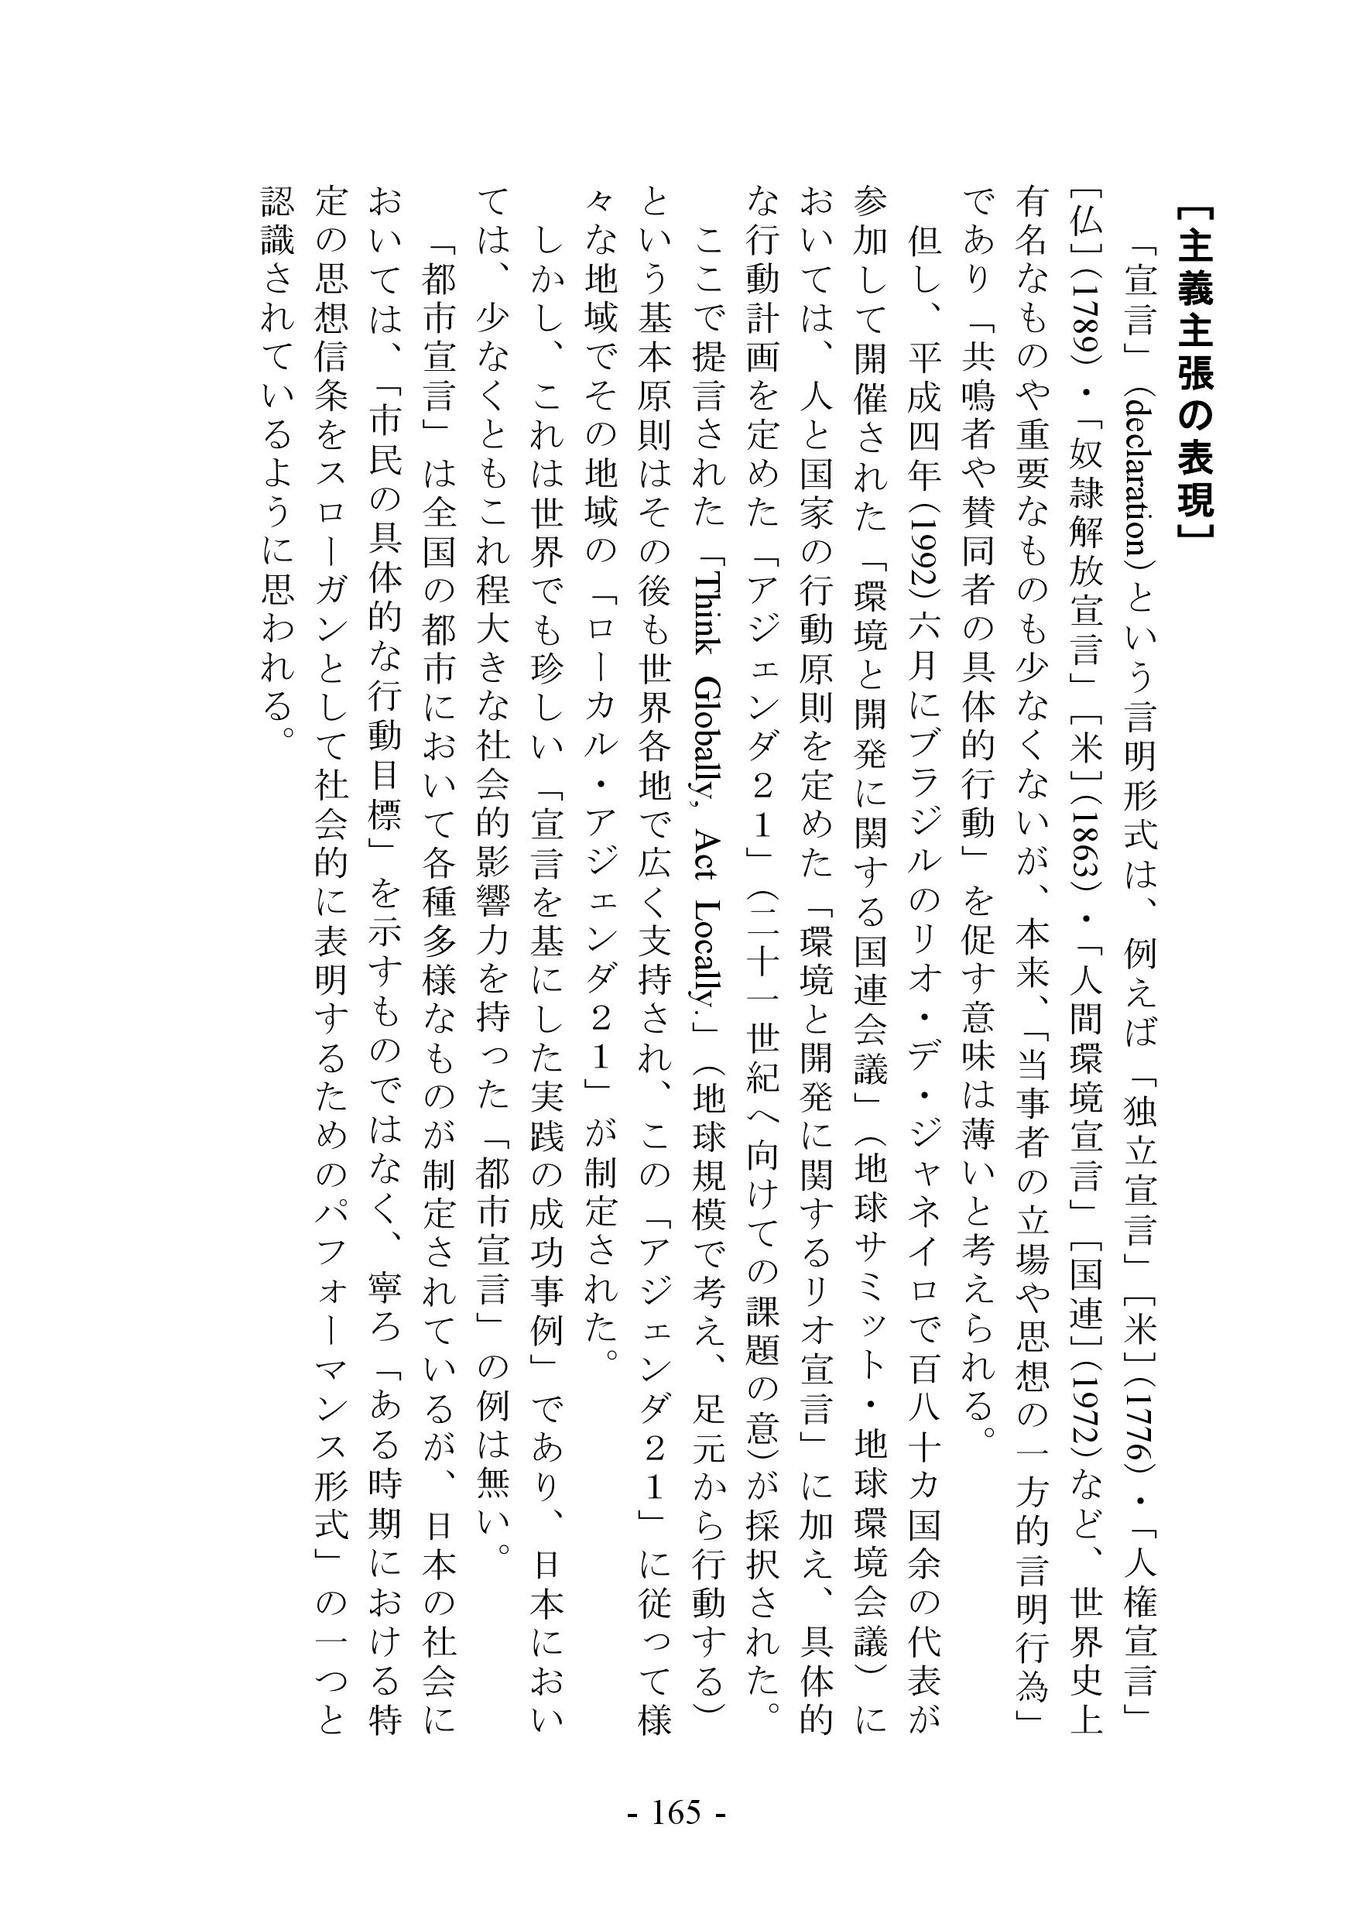 ［主義主張の表現］
「宣言」(declaration)という言明形式は、例えば「独立宣言」［米］(1776)・「人権宣言」
［仏］(1789)・「奴隷解放宣言」［米］(1863)・「人間環境宣言」［国連］(1972)など、世界史上
有名なものや重要なものも少なくないが、本来、「当事者の立場や思想の一方的言明行為」
であり「共鳴者や賛同者の具体的行動」を促す意味は薄いと考えられる。
但し、平成四年(1992)六月にブラジルのリオ・デ・ジャネイロで百八十カ国余の代表が
参加して開催された「環境と開発に関する国連会議」（地球サミット・地球環境会議）に
おいては、人と国家の行動原則を定めた「環境と開発に関するリオ宣言」に加え、具体的
な行動計画を定めた「アジェンダ２１」（二十一世紀へ向けての課題の意）が採択された。
ここで提言された「Think Globally, Act Locally.」（地球規模で考え、足元から行動する）
という基本原則はその後も世界各地で広く支持され、この「アジェンダ２１」に従って様
々な地域でその地域の「ローカル・アジェンダ２１」が制定された。
しかし、これは世界でも珍しい「宣言を基にした実践の成功事例」であり、日本におい
ては、少なくともこれ程大きな社会的影響力を持った「都市宣言」の例は無い。
「都市宣言」は全国の都市において各種多様なものが制定されているが、日本の社会に
おいては、「市民の具体的な行動目標」を示すものではなく、寧ろ「ある時期における特
定の思想信条をスローガンとして社会的に表明するためのパフォーマンス形式」の一つと
認識されているように思われる。
- 165 -